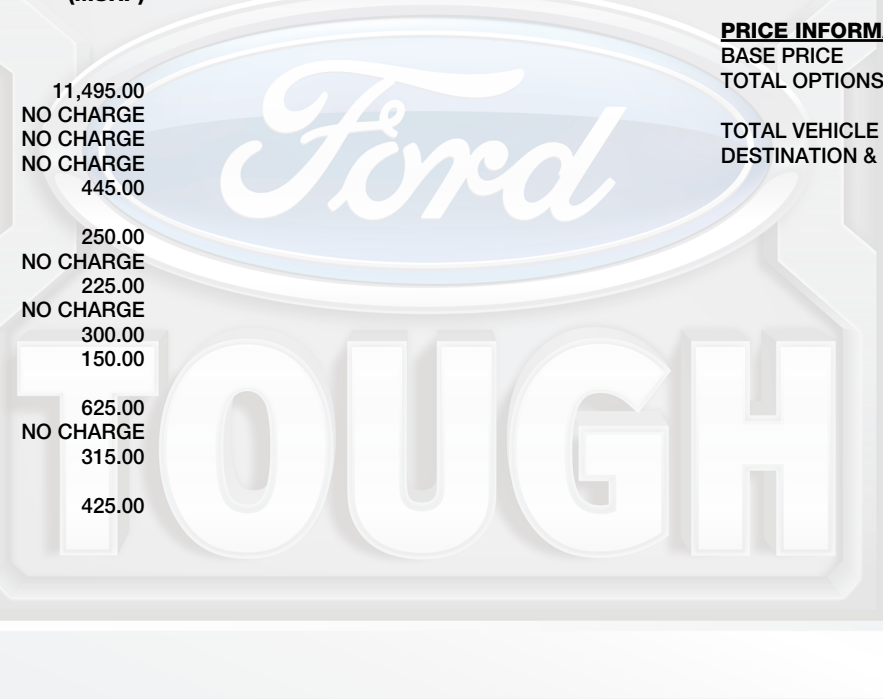 11,495.00
NO CHARGE
NO CHARGE
NO CHARGE
445.00
250.00
NO CHARGE
225.00
NO CHARGE
300.00
150.00
625.00
NO CHARGE
315.00
425.00
PRICE INFORM
BASE PRICE
TOTAL OPTIONS
TOTAL VEHICLE
DESTINATION &
Ford
TOUGH